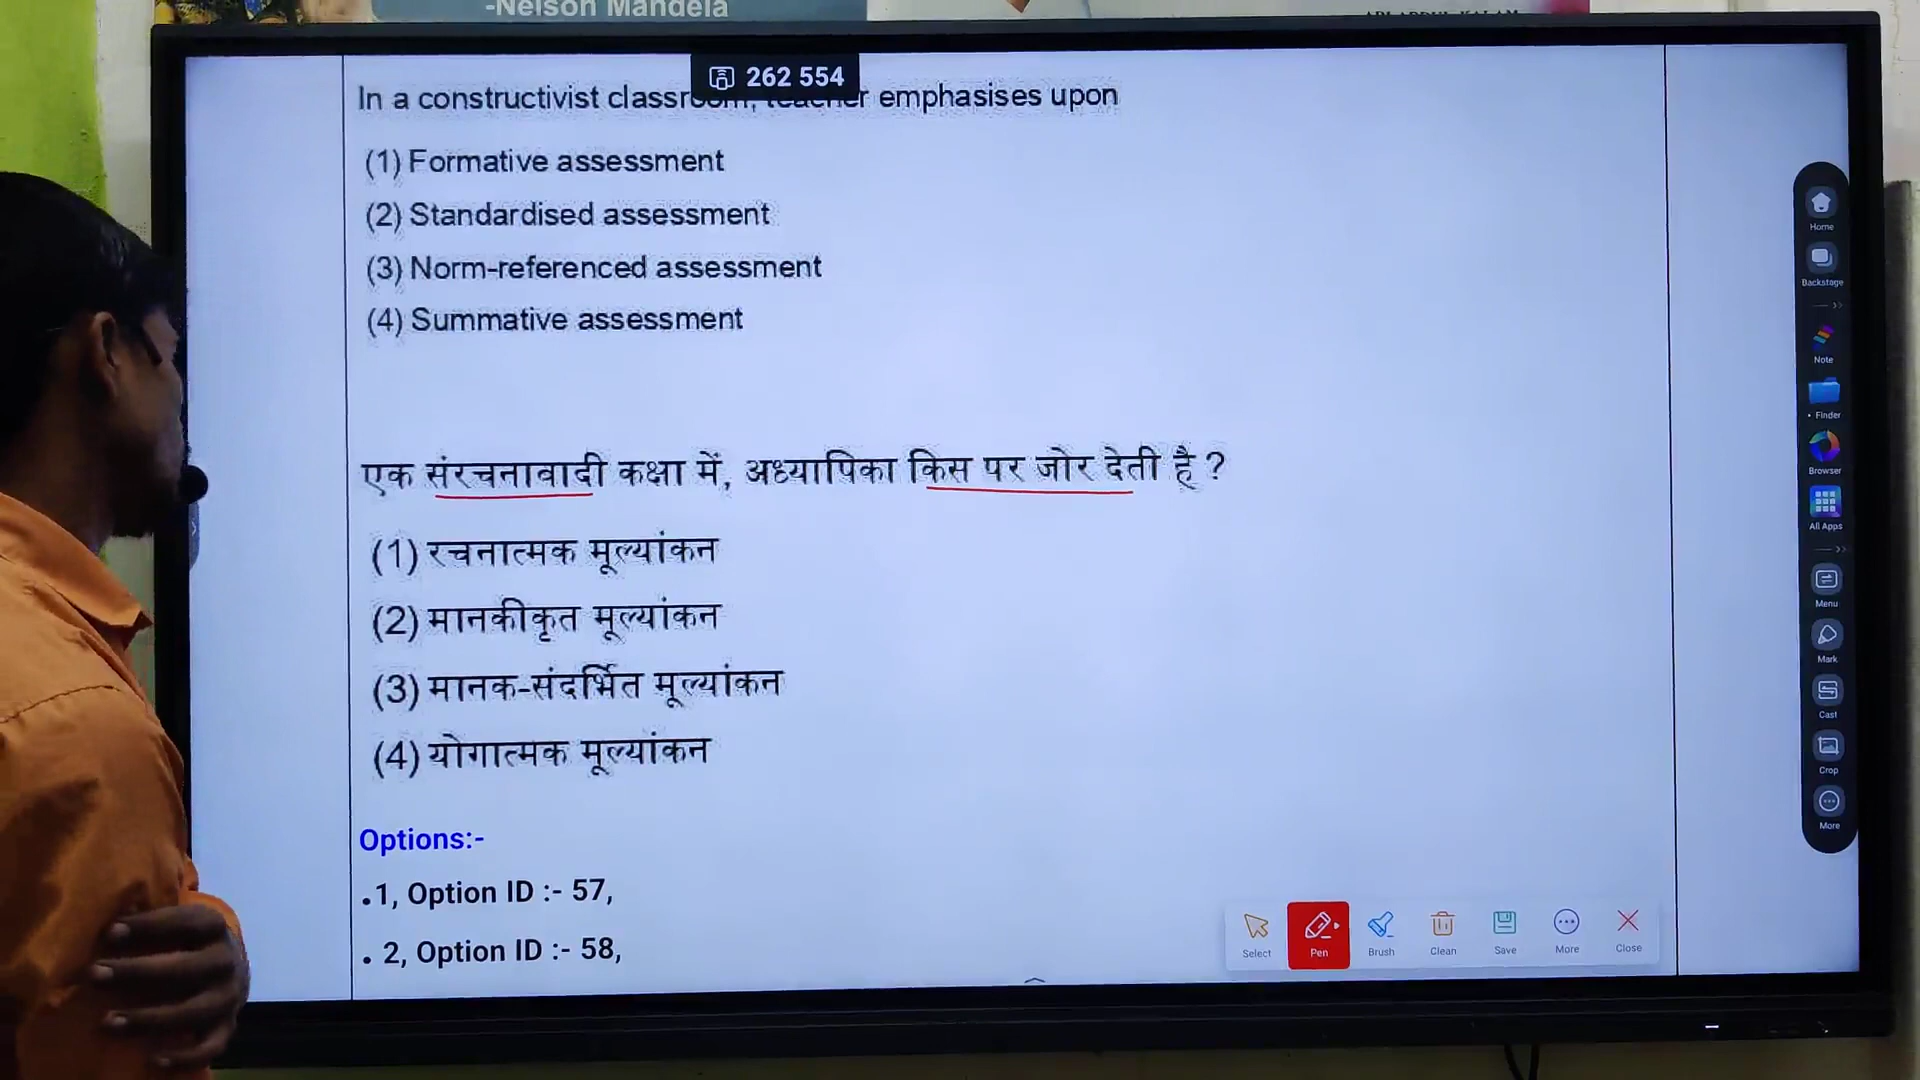 -Nelson Mandela
262 554
In a constructivist classroom, teacher emphasises upon
(1) Formative assessment
(2) Standardised assessment
(3) Norm-referenced assessment
(4) Summative assessment
एक संरचनावादी कक्षा में, अध्यापिका किस पर जोर देती है ?
(1) रचनात्मक मूल्यांकन
(2) मानकीकृत मूल्यांकन
(3) मानक-संदर्भित मूल्यांकन
(4) योगात्मक मूल्यांकन
Options:-
.1, Option ID :- 57,
. 2, Option ID :- 58,
Home
Backstage
Note
• Finder
Browser
All Apps
Menu
Mark
Cast
Crop
More
Select
Pen
Brush
Clean
Save
More
Close